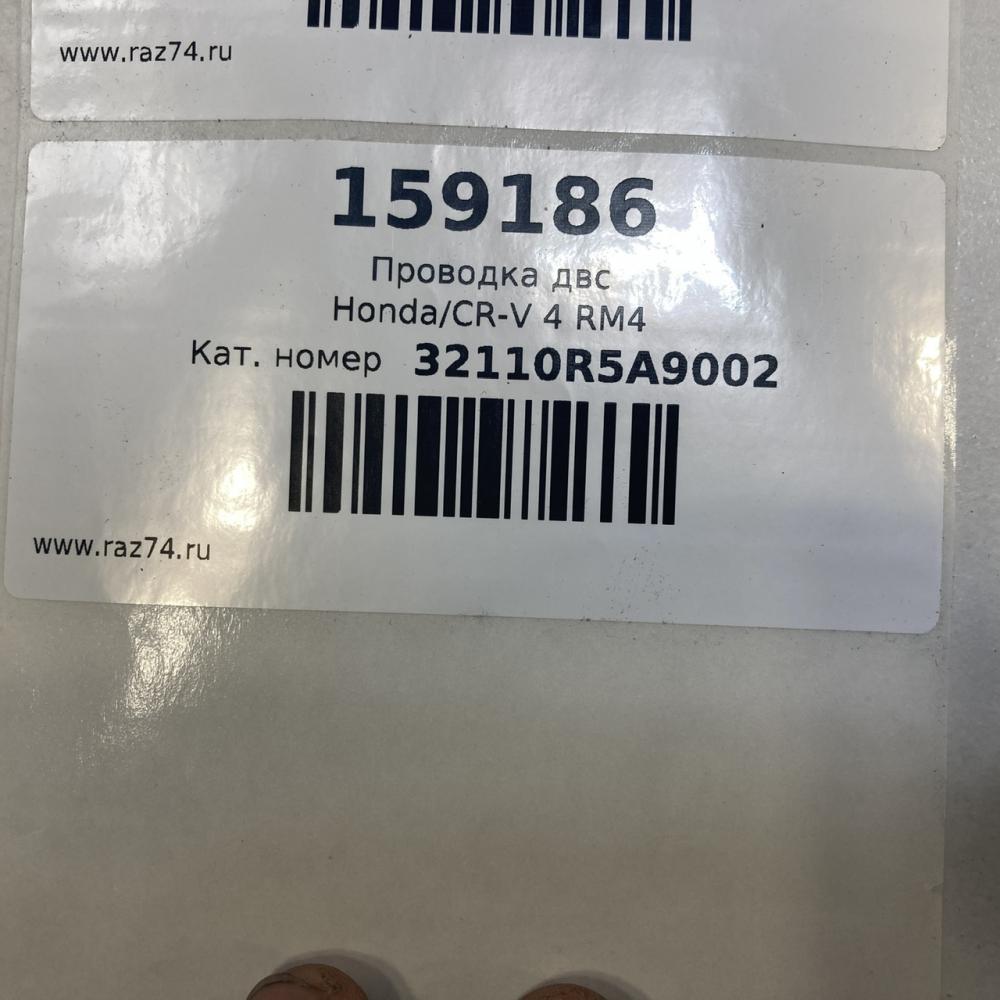 www.raz74.ru
159186
Проводка двс
Honda/CR-V 4 RM4
Кат. номер 32110R5A9002
www.raz74.ru